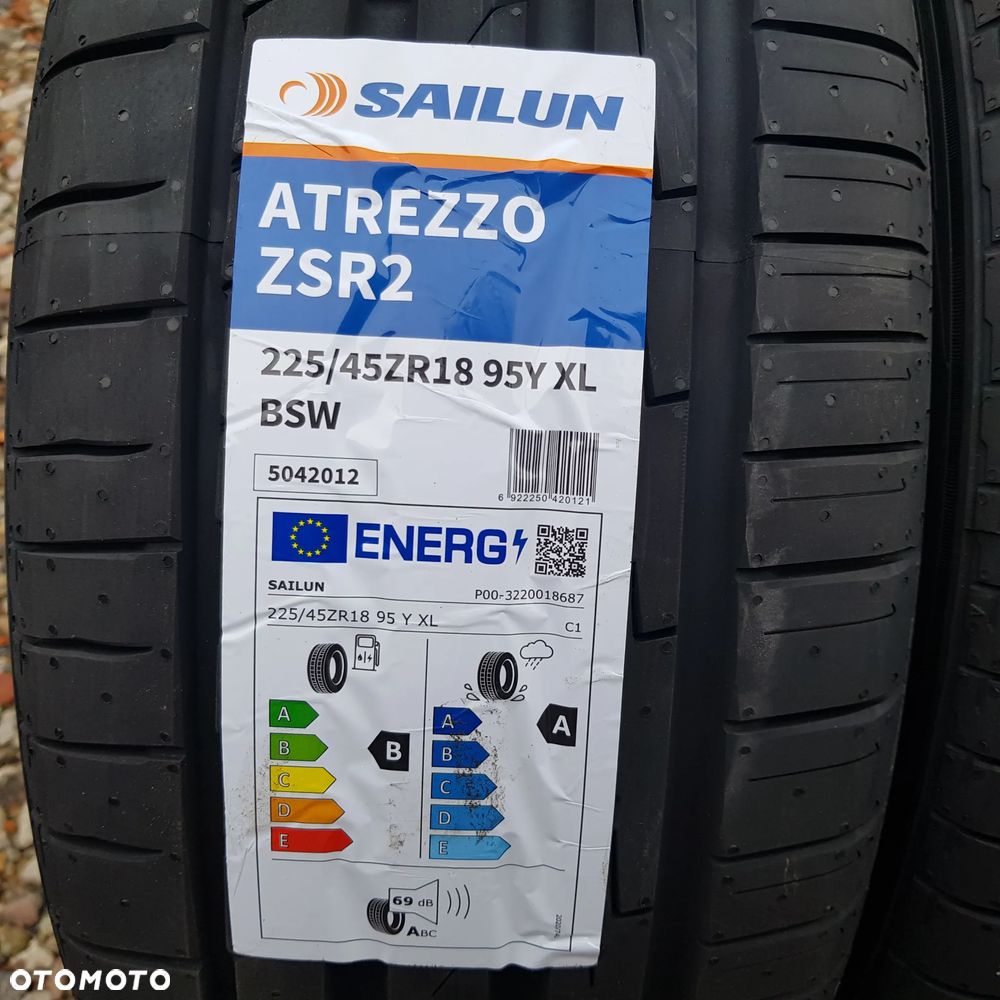 SAILUN
ATREZZO
ZSR2
225/45ZR18 95Y XL
BSW
5042012
6 922250 420121
ENERG
SAILUN
P00-3220018687
225/45ZR18 95 Y XL
C1
A A
B B
C C
D D
E E
B
A
69 dB
ABC
OTOMOTO